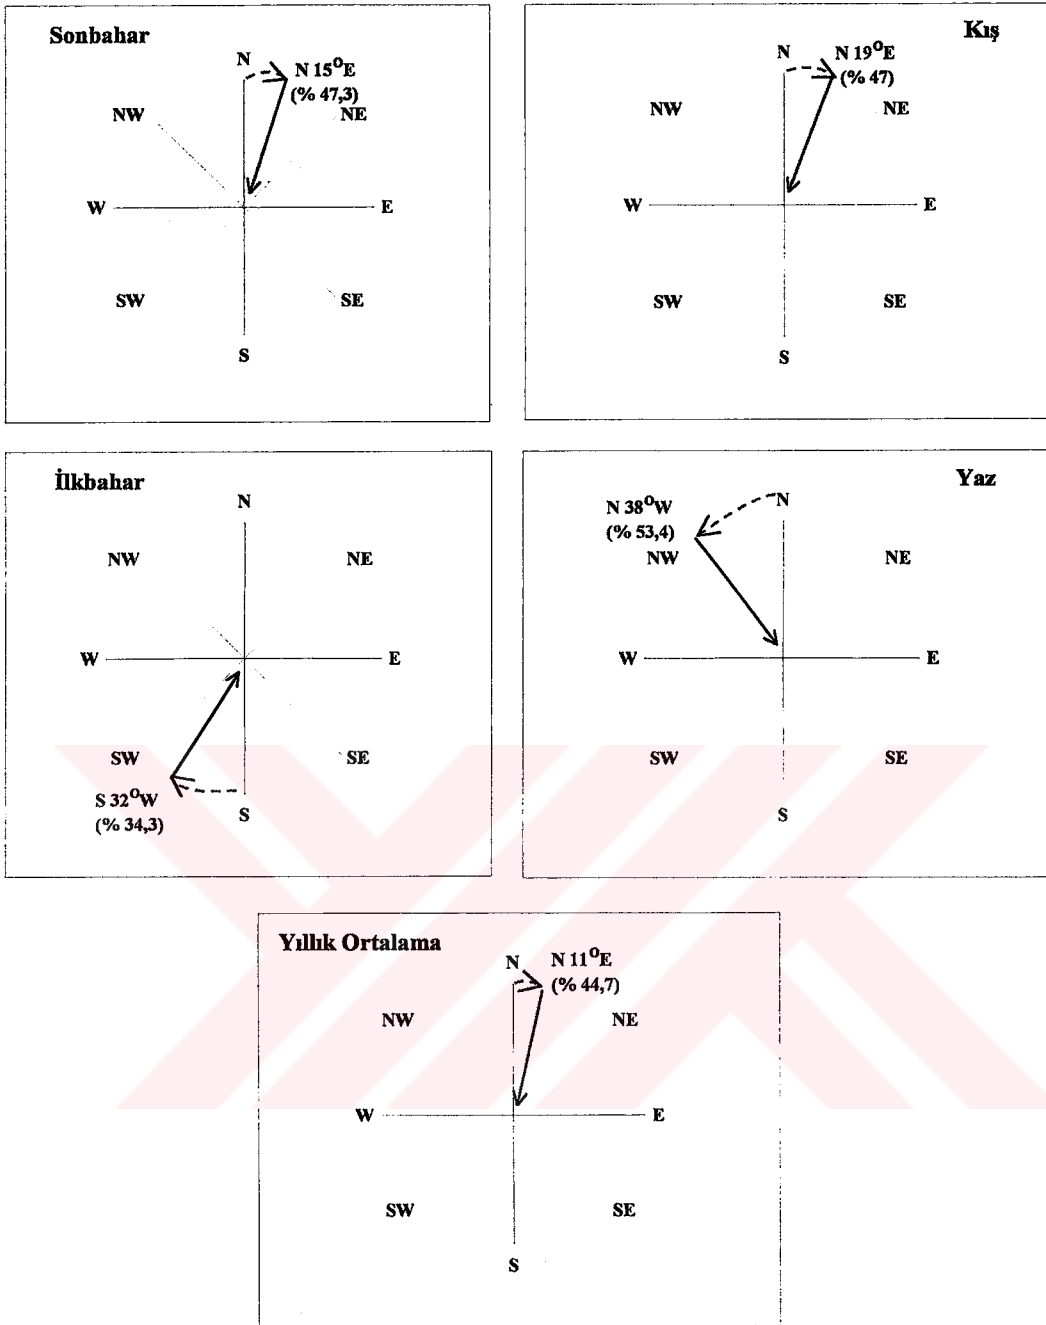 Sonbahar
N
N 15°E
(% 47,3)
NW
NE
W
E
SW
SE
S
Kış
N
N 19°E
(% 47)
NW
NE
W
E
SW
SE
S
İlkbahar
N
NW
NE
W
E
SW
SE
S 32°W
(% 34,3)
S
Yaz
N 38°W
(% 53,4)
N
NW
NE
W
E
SW
SE
S
Yıllık Ortalama
N
N 11°E
(% 44,7)
NW
NE
W
E
SW
SE
S